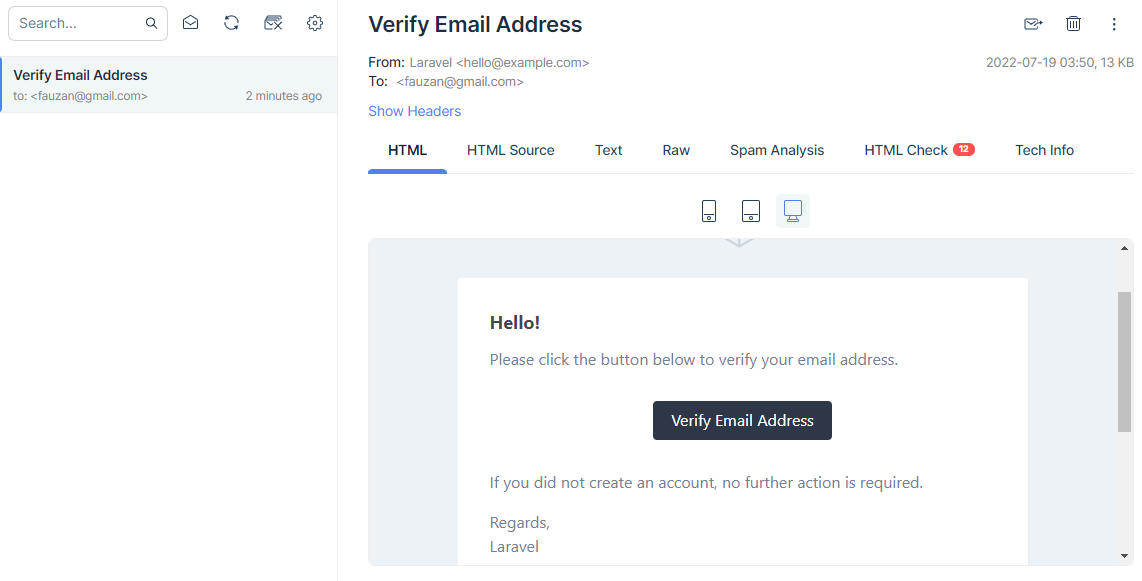 Search...
Verify Email Address
to: <fauzan@gmail.com> 2 minutes ago
Verify Email Address
From: Laravel <hello@example.com> 2022-07-19 03:50, 13 KB
To: <fauzan@gmail.com>
Show Headers
HTML HTML Source Text Raw Spam Analysis HTML Check 12 Tech Info
Hello!
Please click the button below to verify your email address.
Verify Email Address
If you did not create an account, no further action is required.
Regards,
Laravel